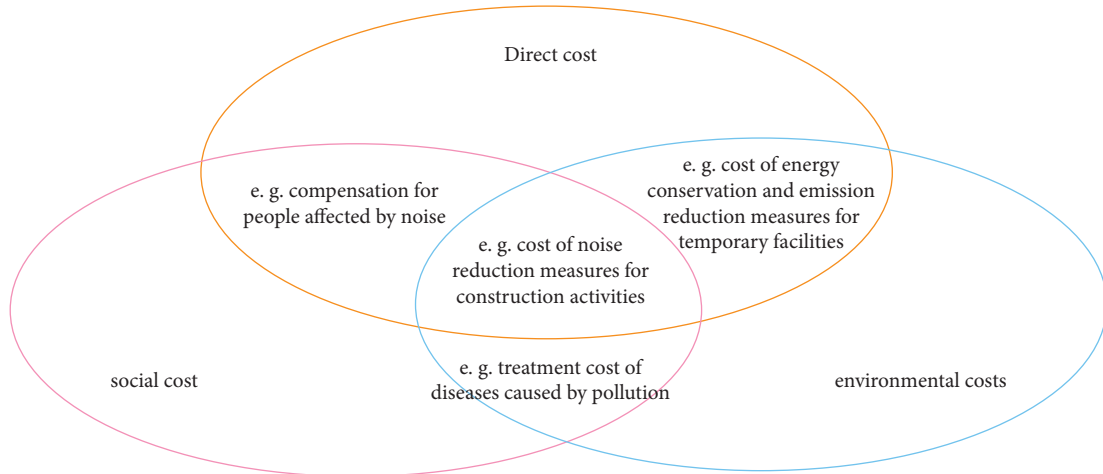 Direct cost
e. g. compensation for
people affected by noise
e. g. cost of energy
conservation and emission
reduction measures for
temporary facilities
e. g. cost of noise
reduction measures for
construction activities
social cost
e. g. treatment cost of
diseases caused by pollution
environmental costs